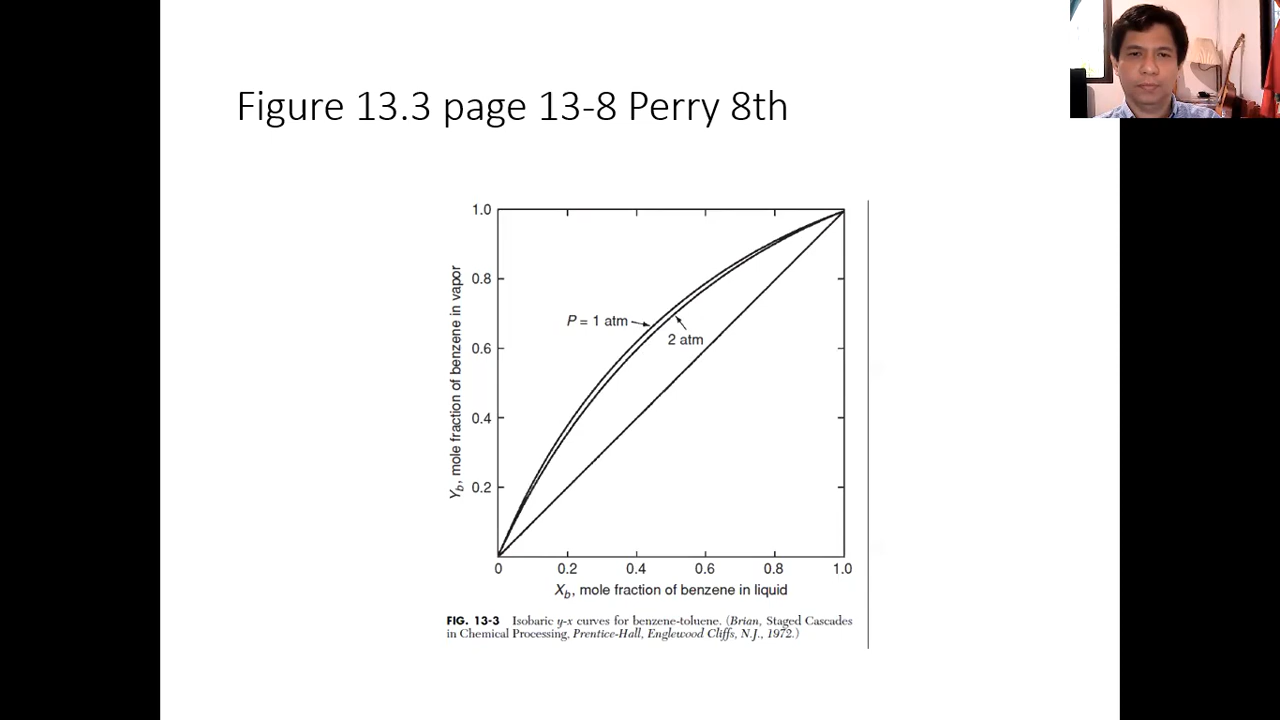 Figure 13.3 page 13-8 Perry 8th
1.0
0.8
0.6
0.4
0.2
Yb, mole fraction of benzene in vapor
P = 1 atm
2 atm
0 0.2 0.4 0.6 0.8 1.0
Xb, mole fraction of benzene in liquid
FIG. 13-3 Isobaric y-x curves for benzene-toluene. (Brian, Staged Cascades
in Chemical Processing, Prentice-Hall, Englewood Cliffs, N.J., 1972.)